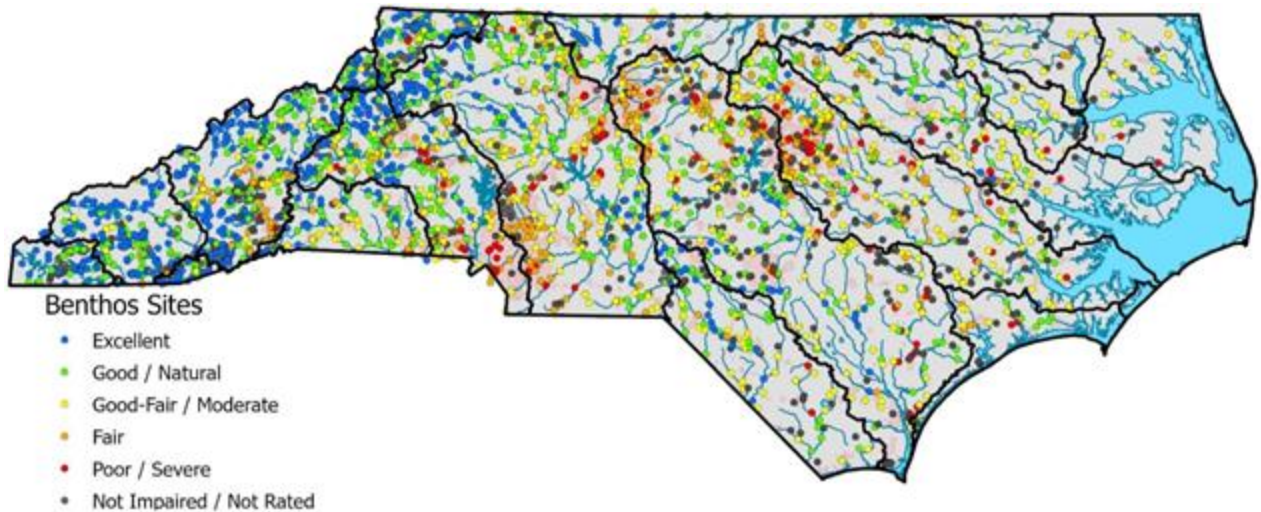 Benthos Sites
Excellent
Good / Natural
Good-Fair / Moderate
Fair
Poor / Severe
Not Impaired / Not Rated